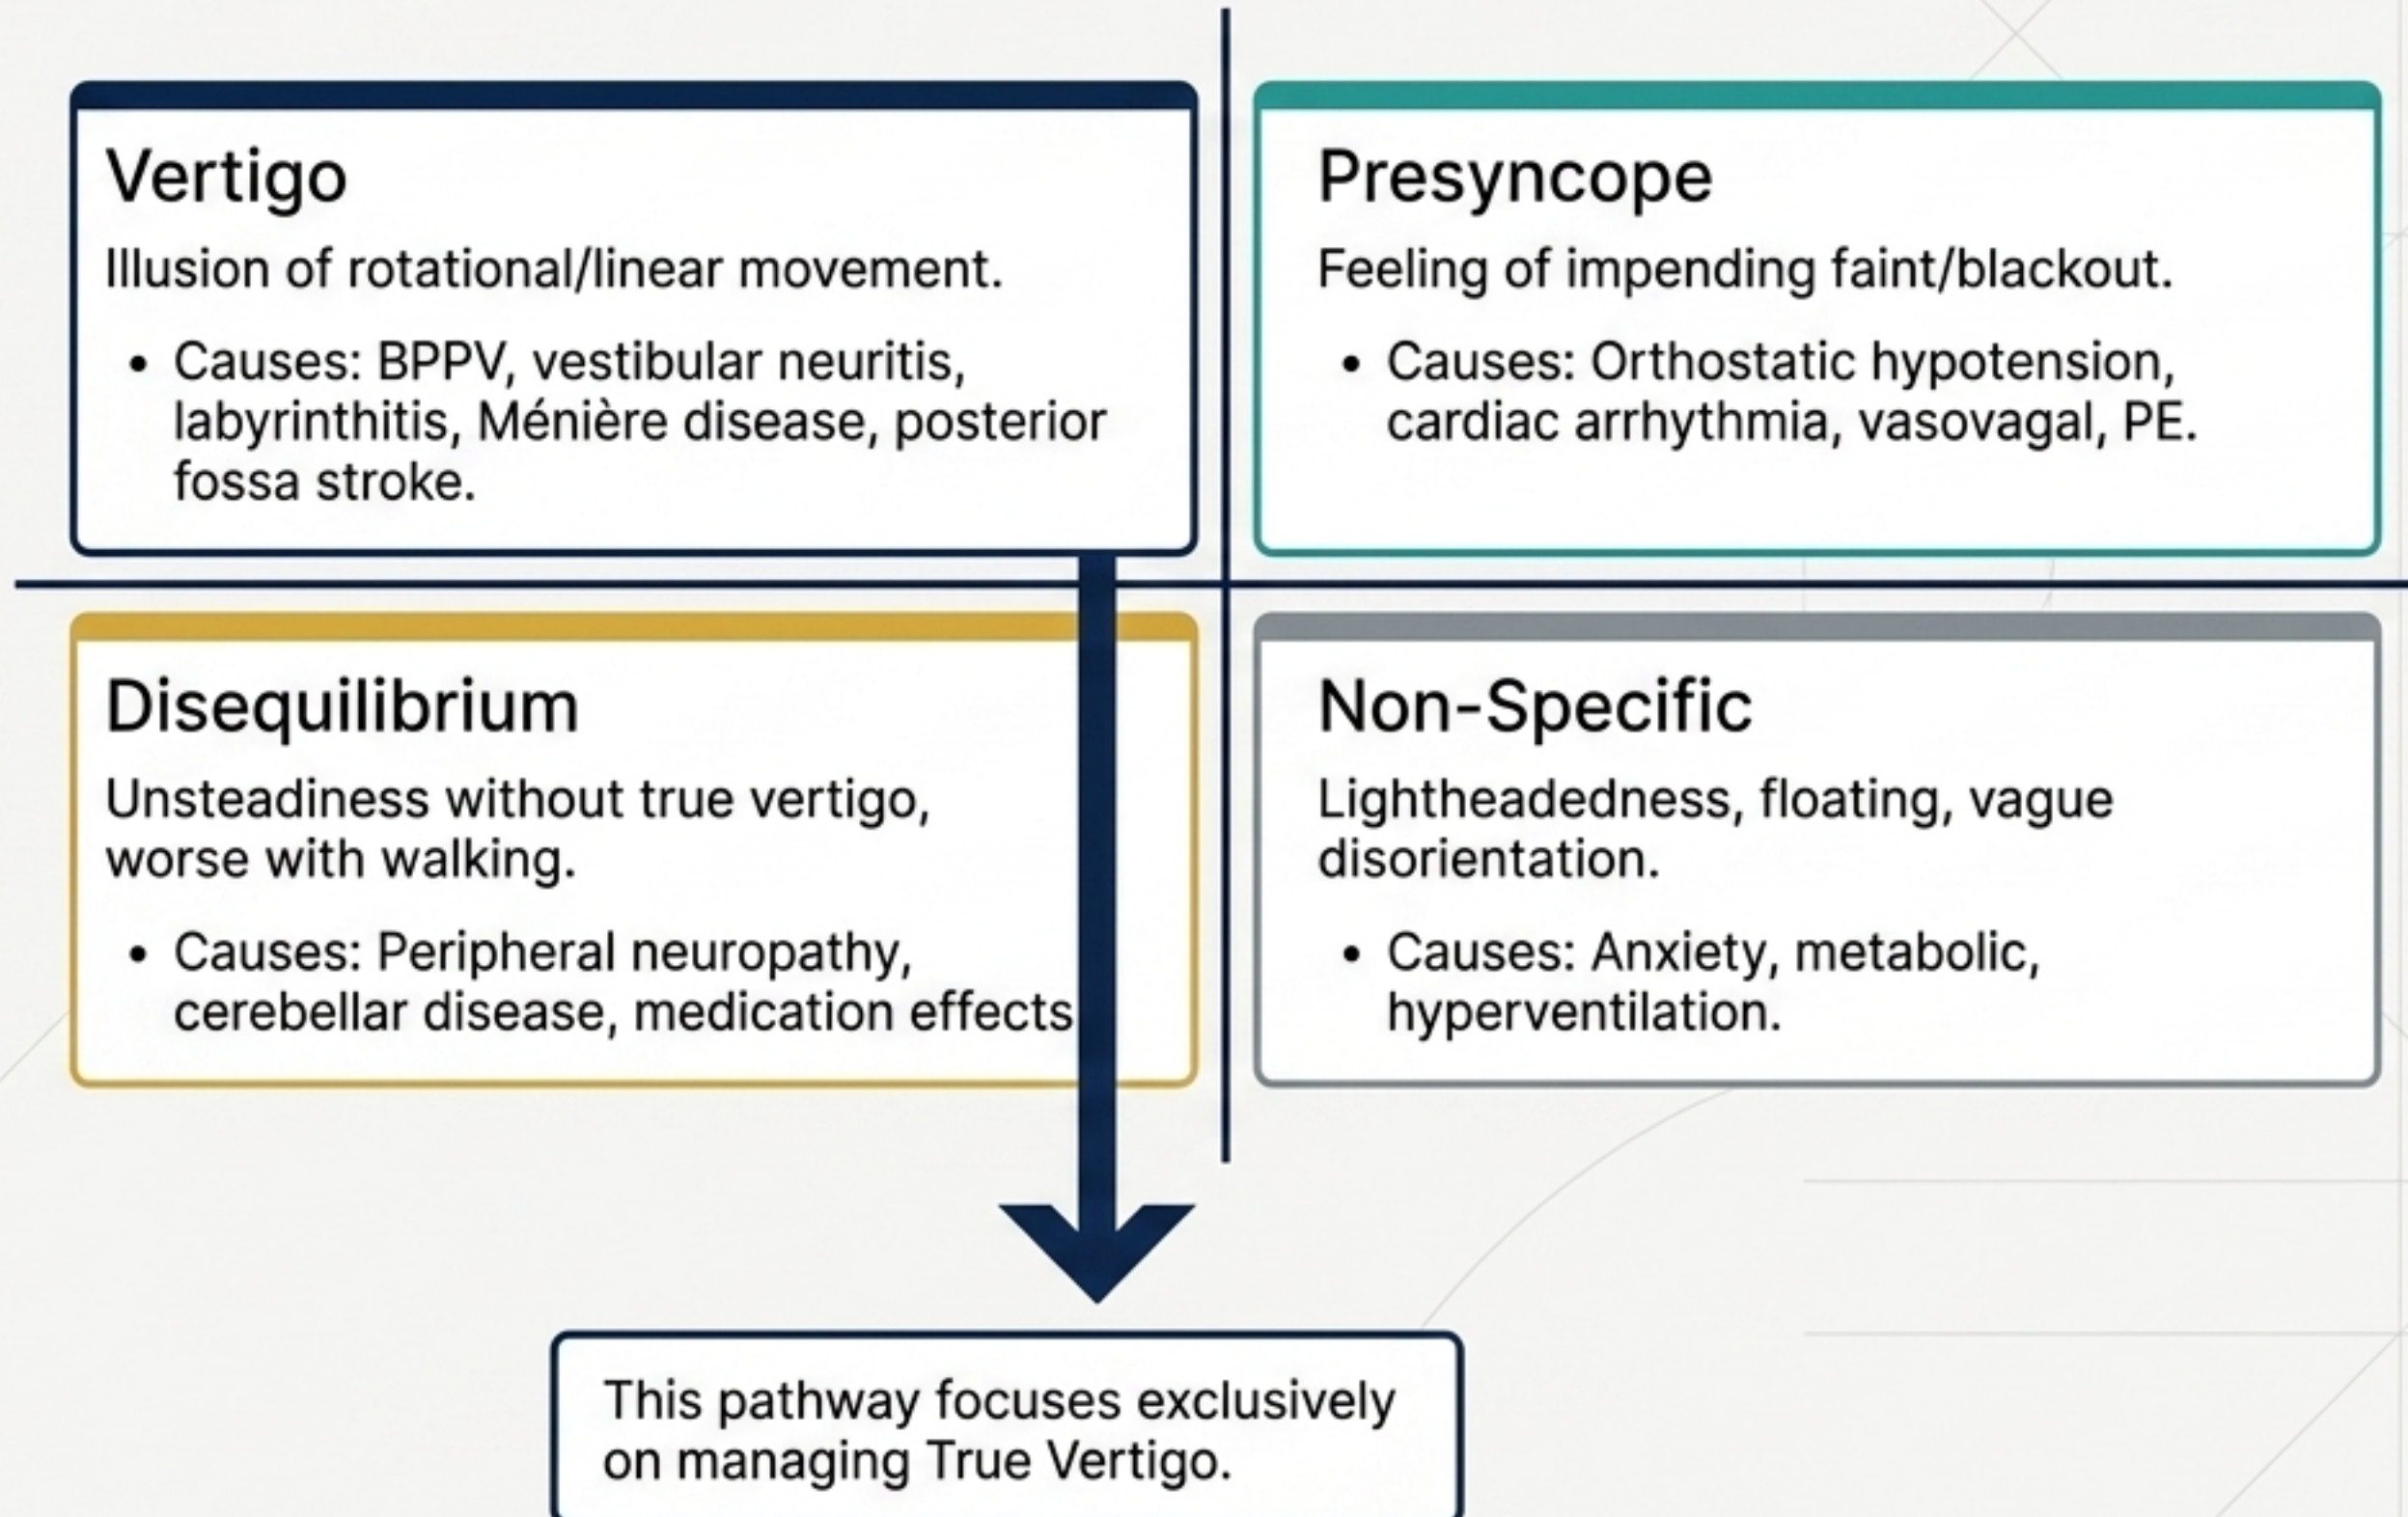 Vertigo
Illusion of rotational/linear movement.
• Causes: BPPV, vestibular neuritis,
labyrinthitis, Ménière disease, posterior
fossa stroke.
Presyncope
Feeling of impending faint/blackout.
• Causes: Orthostatic hypotension,
cardiac arrhythmia, vasovagal, PE.
Disequilibrium
Unsteadiness without true vertigo,
worse with walking.
• Causes: Peripheral neuropathy,
cerebellar disease, medication effects
Non-Specific
Lightheadedness, floating, vague
disorientation.
• Causes: Anxiety, metabolic,
hyperventilation.
This pathway focuses exclusively
on managing True Vertigo.